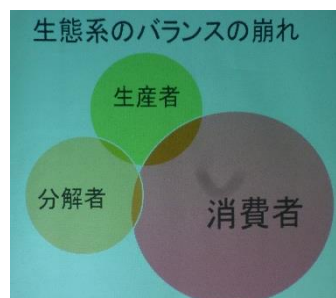 生態系のバランスの崩れ
生産者
分解者
消費者